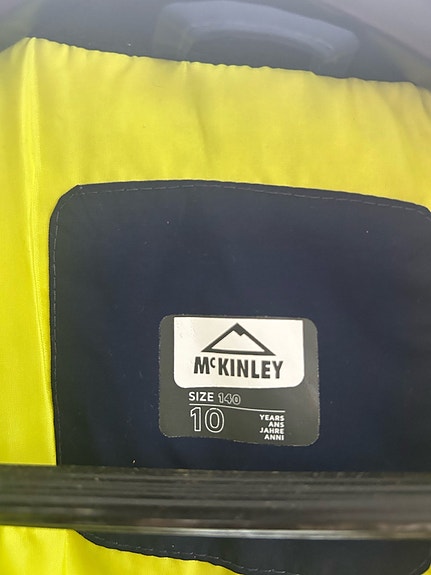 McKINLEY
SIZE 140
10
YEARS
ANS
JAHRE
ANNI